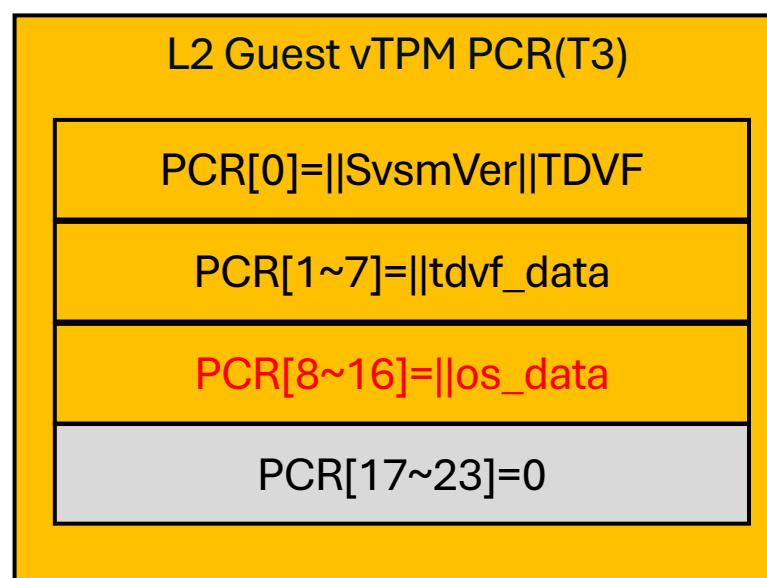 L2 Guest vTPM PCR(T3)
PCR[0]=||SvsmVer||TDVF
PCR[1~7]=||tdvf_data
PCR[8~16]=||os_data
PCR[17~23]=0